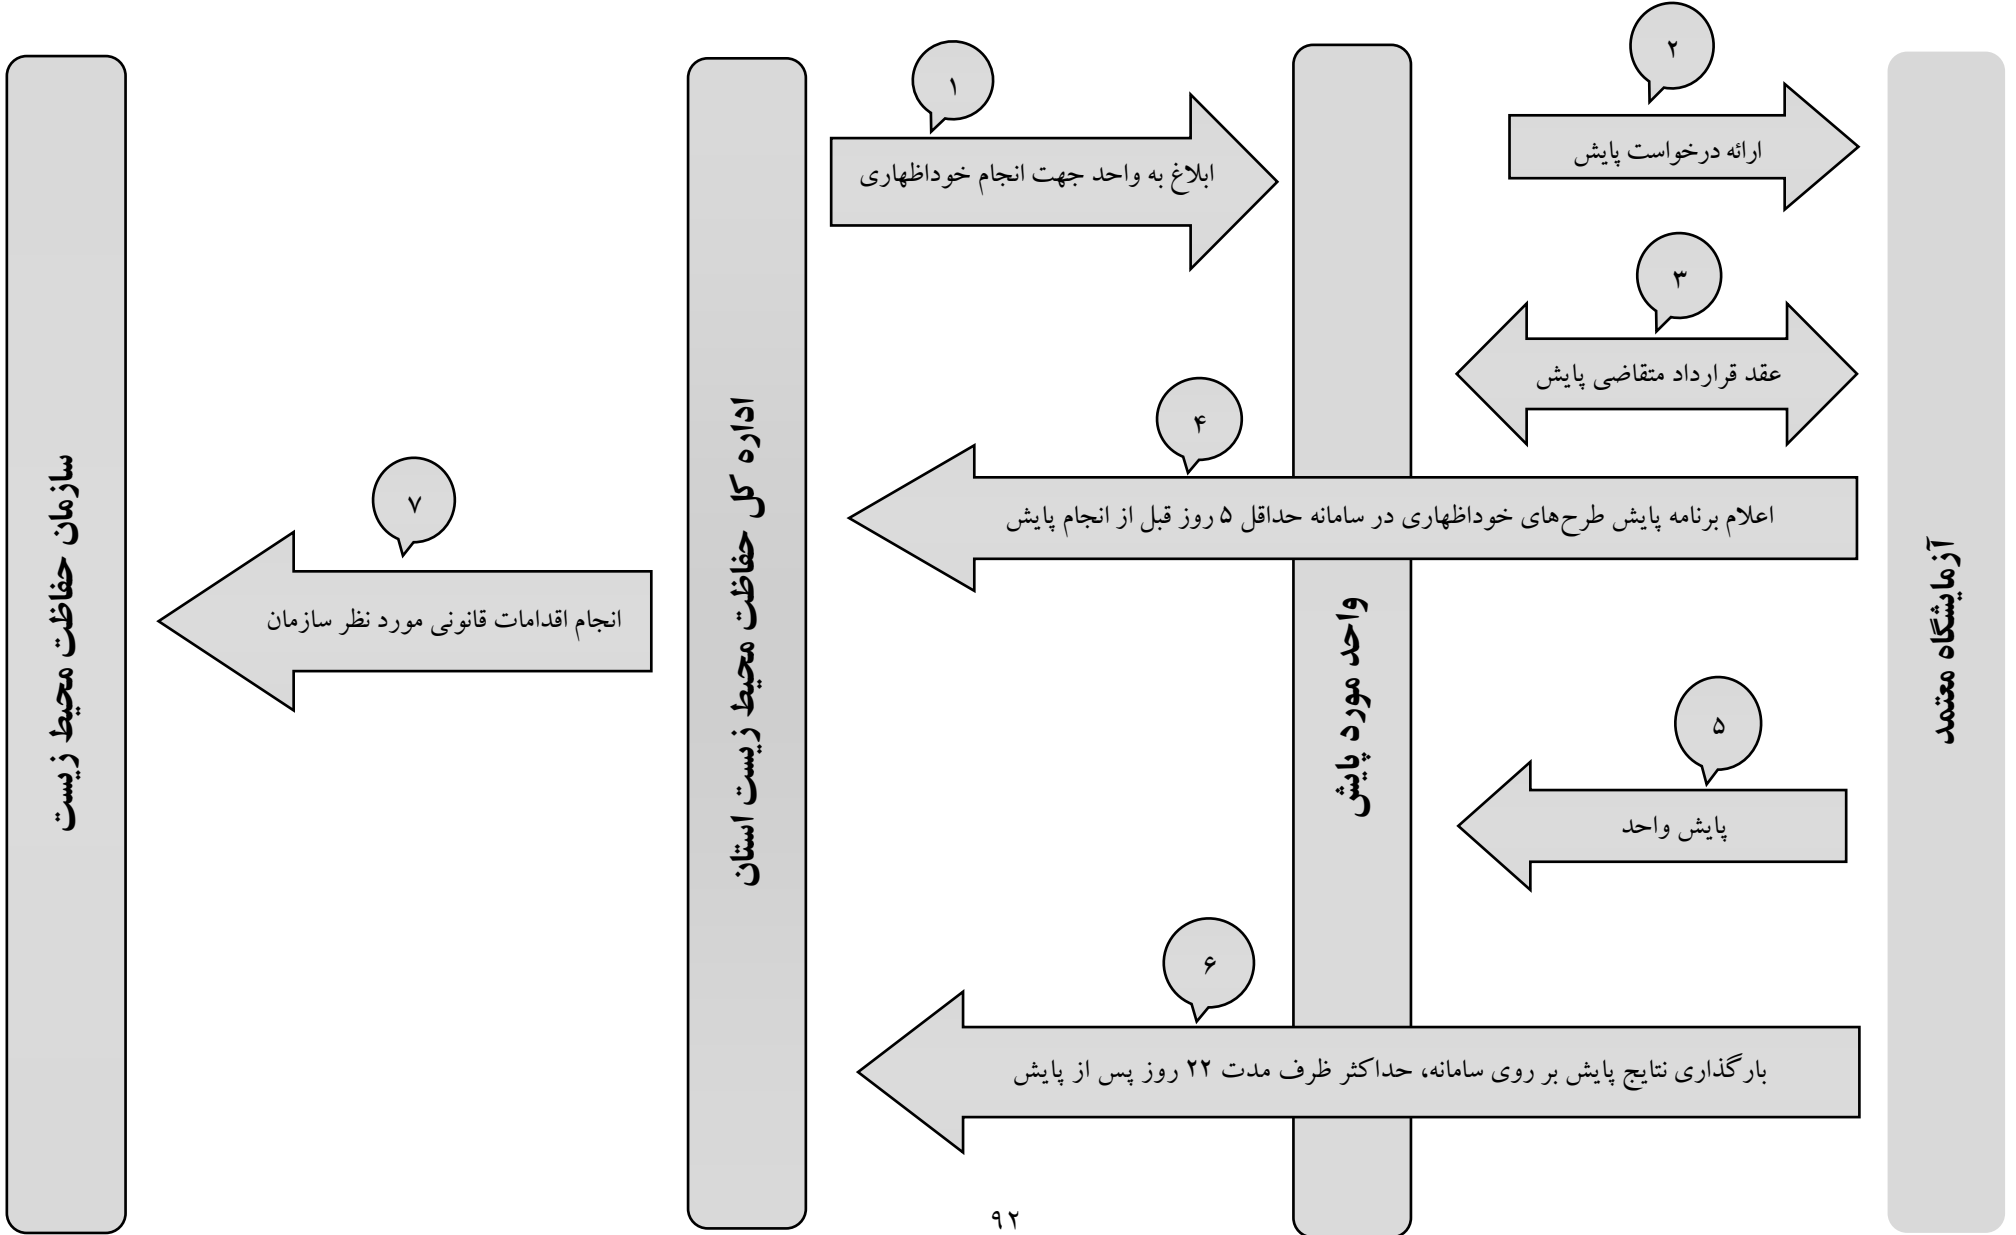 ۱
ابلاغ به واحد جهت انجام خوداظهاری
۲
ارائه درخواست پایش
۳
عقد قرارداد متقاضی پایش
۴
اعلام برنامه پایش طرح‌های خوداظهاری در سامانه حداقل ۵ روز قبل از انجام پایش
۵
پایش واحد
۶
بارگذاری نتایج پایش بر روی سامانه، حداکثر ظرف مدت ۲۲ روز پس از پایش
۷
انجام اقدامات قانونی مورد نظر سازمان
آزمایشگاه معتمد
واحد مورد پایش
اداره کل حفاظت محیط زیست استان
سازمان حفاظت محیط زیست
۹۲